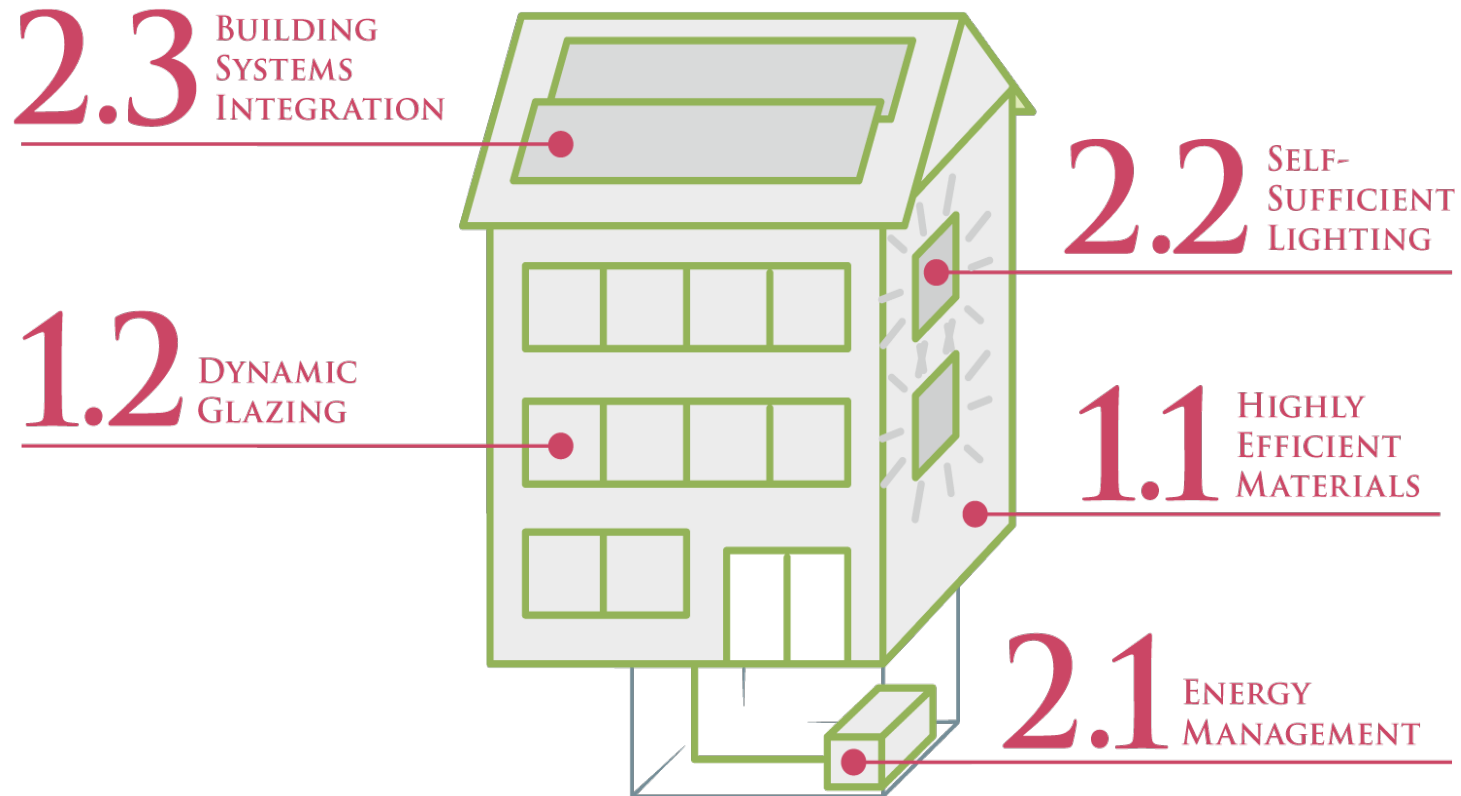 2.3 Building
Systems
Integration
2.2 Self-
Sufficient
Lighting
1.2 Dynamic
Glazing
1.1 Highly
Efficient
Materials
2.1 Energy
Management